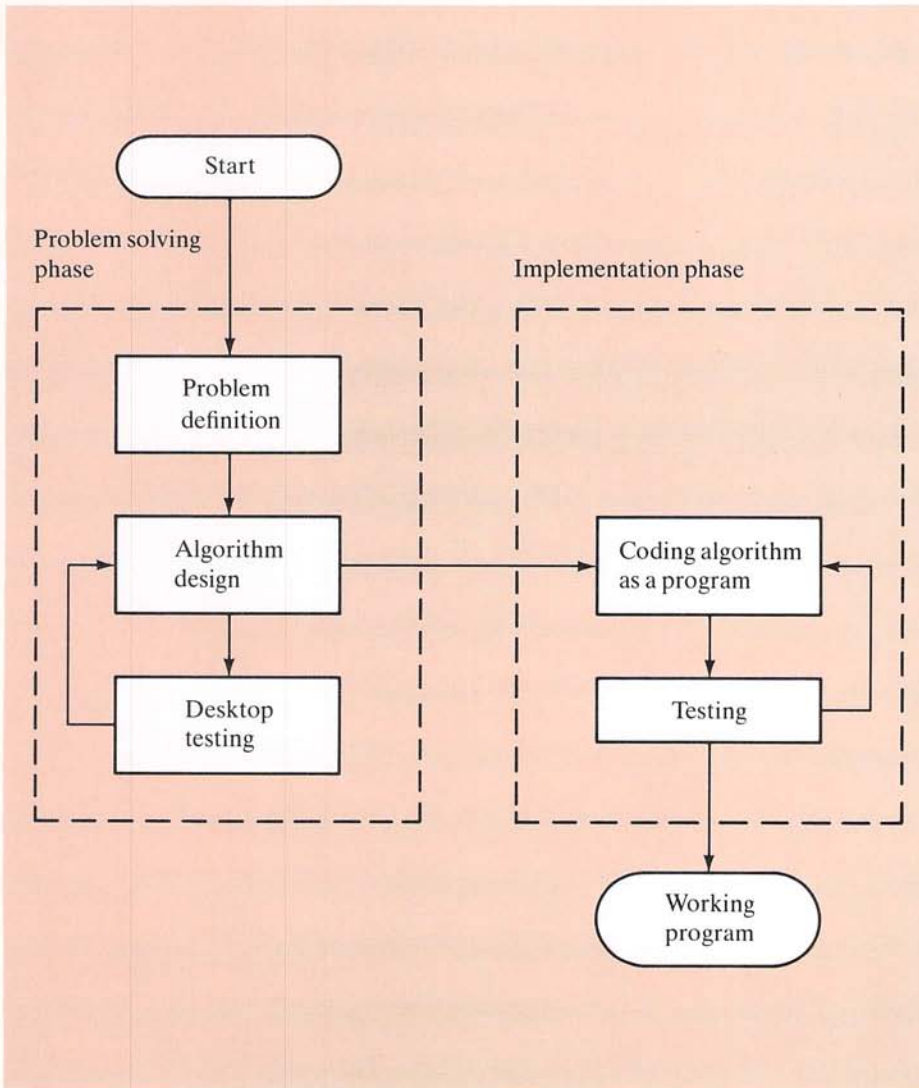 Start
Problem solving
phase
Problem
definition
Algorithm
design
Desktop
testing
Implementation phase
Coding algorithm
as a program
Testing
Working
program